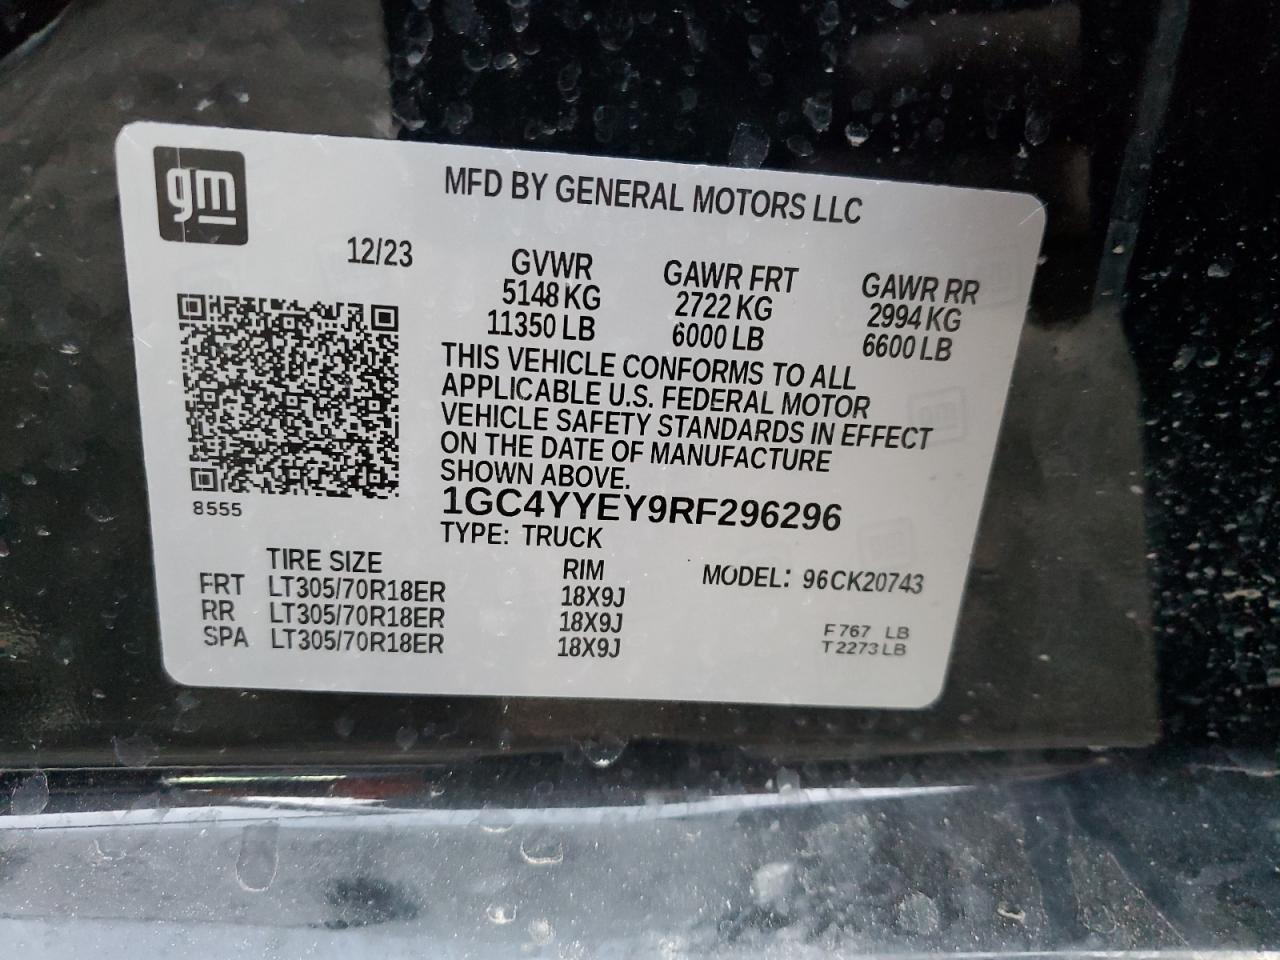 gm
MFD BY GENERAL MOTORS LLC
12/23
GVWR GAWR FRT GAWR RR
5148 KG 2722 KG 2994 KG
11350 LB 6000 LB 6600 LB
THIS VEHICLE CONFORMS TO ALL
APPLICABLE U.S. FEDERAL MOTOR
VEHICLE SAFETY STANDARDS IN EFFECT
ON THE DATE OF MANUFACTURE
SHOWN ABOVE.
8555
1GC4YYEY9RF296296
TYPE: TRUCK
TIRE SIZE RIM MODEL: 96CK20743
FRT LT305/70R18ER 18X9J
RR LT305/70R18ER 18X9J
SPA LT305/70R18ER 18X9J
F 767 LB
T 2273 LB